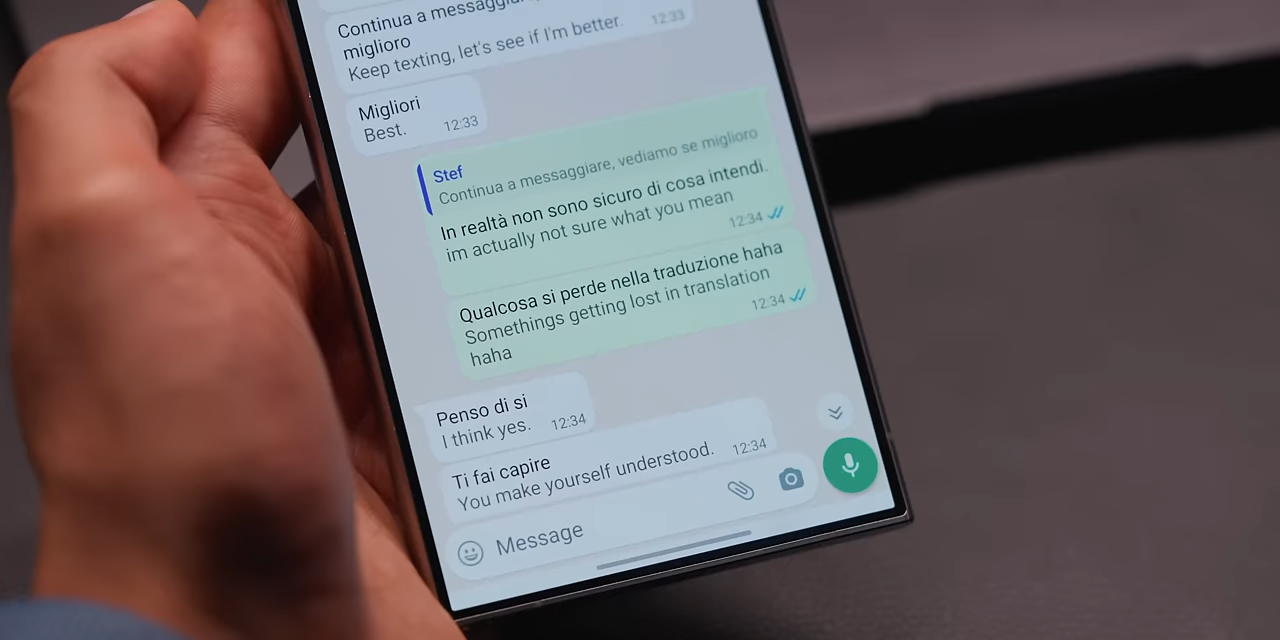 Continua a messaggiare,
miglioro
Keep texting, let's see if I'm better.
12:33
Migliori
Best.
12:33
Stef
Continua a messaggiare, vediamo se miglioro
In realtà non sono sicuro di cosa intendi.
im actually not sure what you mean
12:34
Qualcosa si perde nella traduzione haha
Somethings getting lost in translation
haha
12:34
Penso di si
I think yes.
12:34
Ti fai capire
You make yourself understood.
12:34
Message